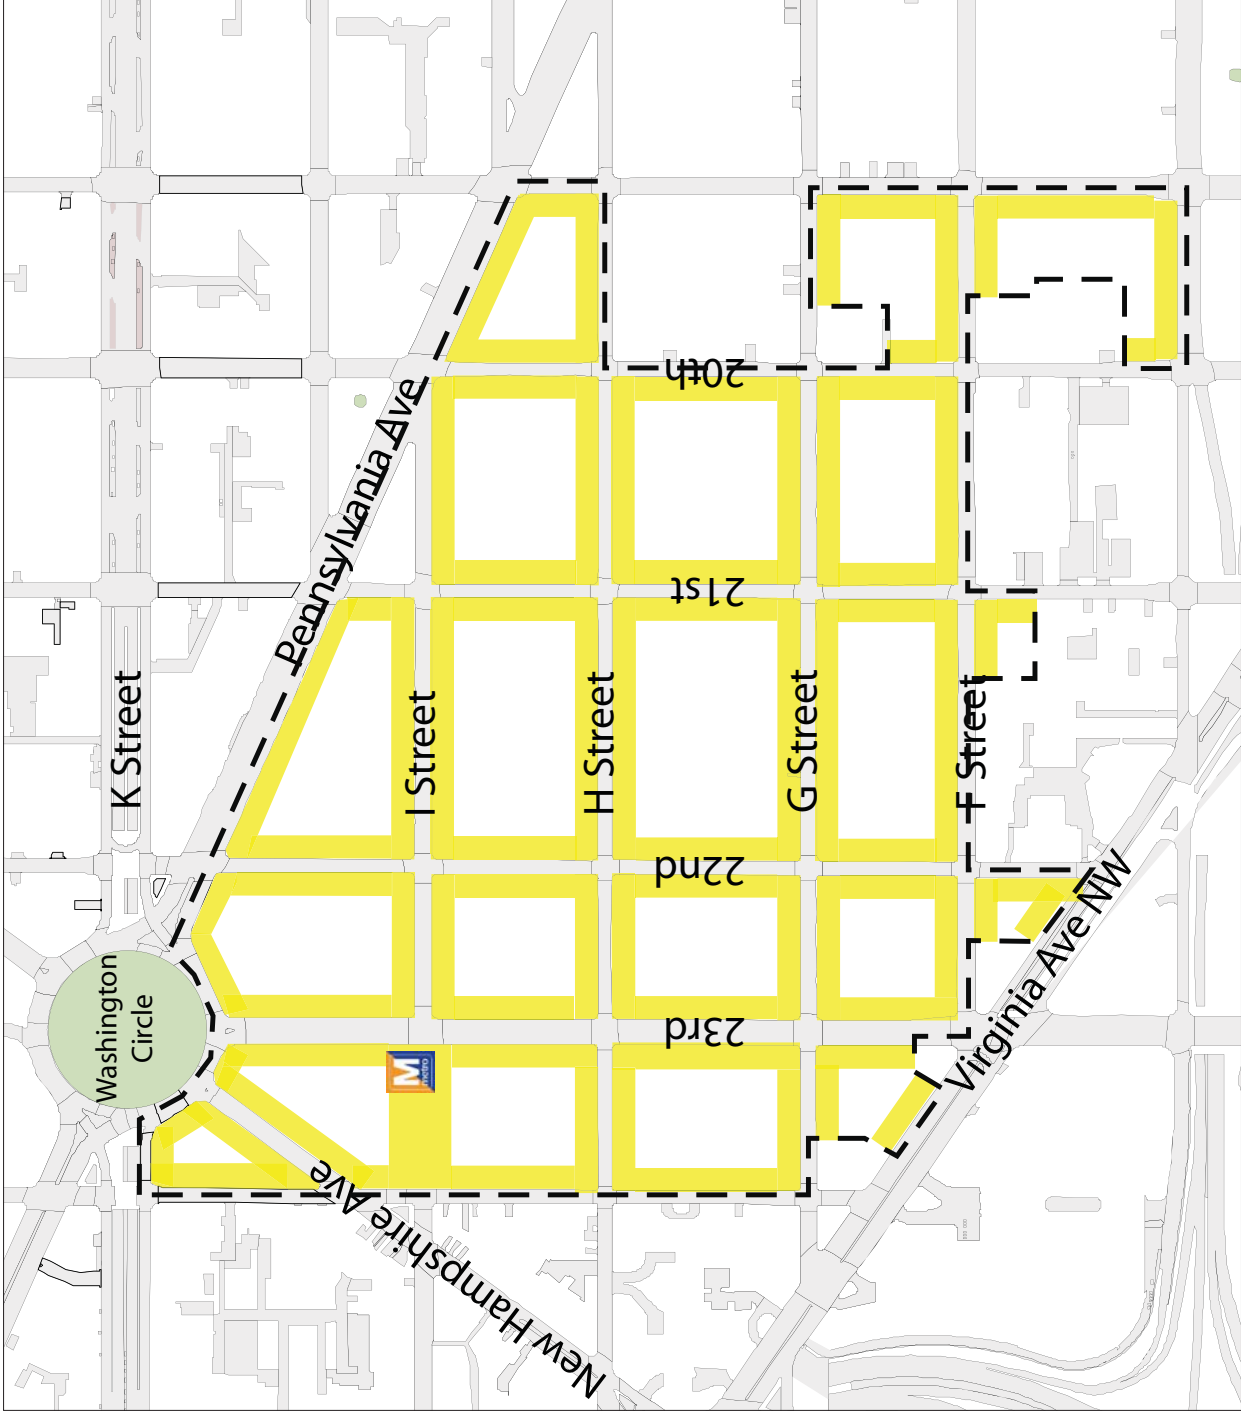 20th
Pennsylvania Ave
21st
K Street
I Street
H Street
G Street
F Street
22nd
Washington
Circle
23rd
Virginia Ave NW
M
metro
New Hampshire Ave